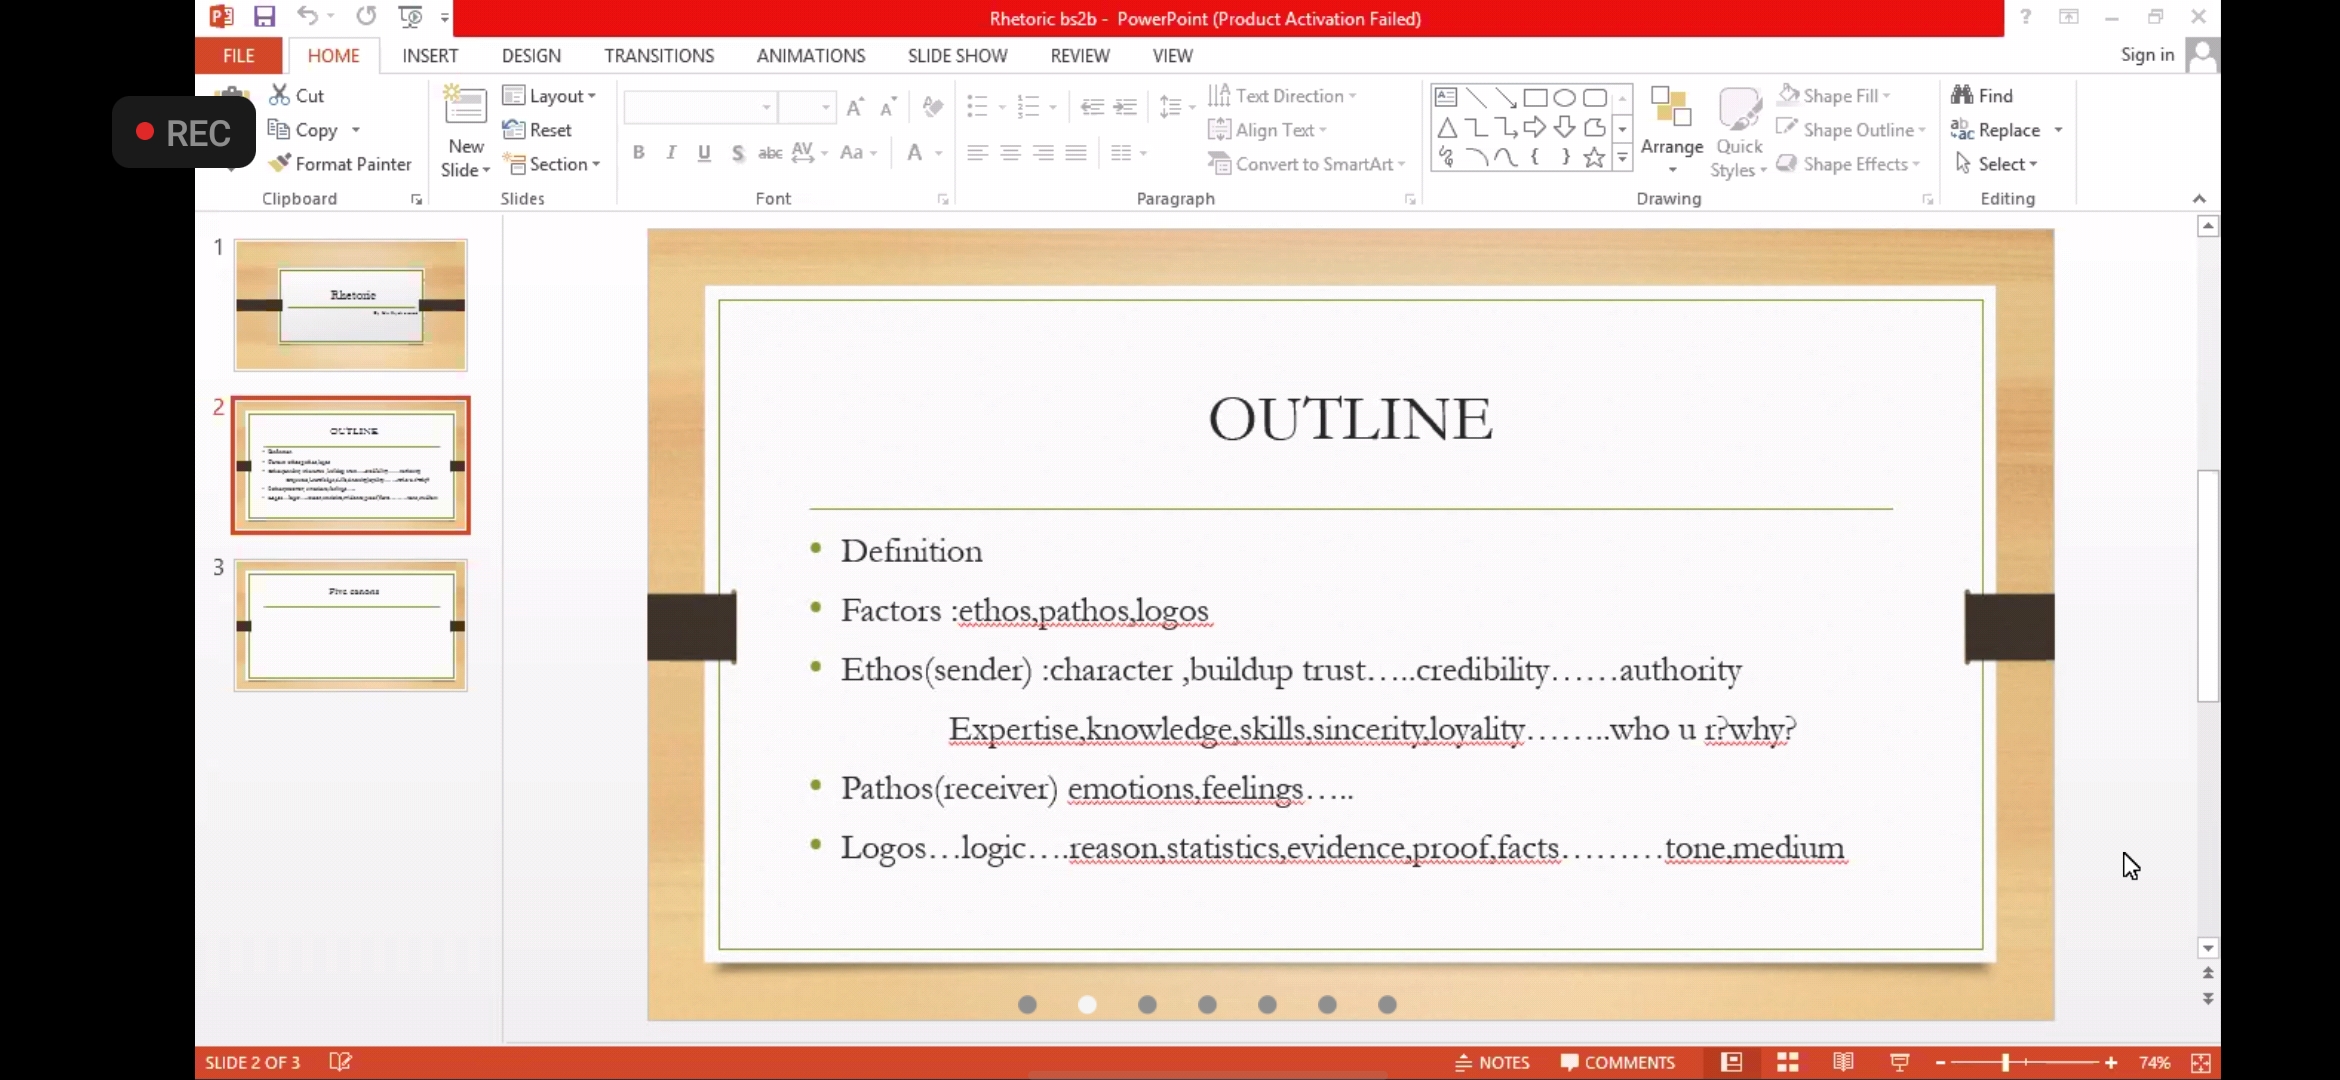 Rhetoric bs2b - PowerPoint (Product Activation Failed)
FILE HOME INSERT DESIGN TRANSITIONS ANIMATIONS SLIDE SHOW REVIEW VIEW Sign in
REC
Cut
Copy
Format Painter
Clipboard
New Slide
Layout
Reset
Section
Slides
Font
Text Direction
Align Text
Convert to SmartArt
Paragraph
Arrange
Quick Styles
Shape Fill
Shape Outline
Shape Effects
Drawing
Find
Replace
Select
Editing
1
Rhetoric
2
OUTLINE
3
Five canons
OUTLINE
Definition
Factors :ethos,pathos,logos
Ethos(sender) :character ,buildup trust…..credibility……authority
Expertise,knowledge,skills,sincerity,loyality……..who u r?why?
Pathos(receiver) emotions,feelings…..
Logos…logic….reason,statistics,evidence,proof,facts………tone,medium
SLIDE 2 OF 3 NOTES COMMENTS 74%